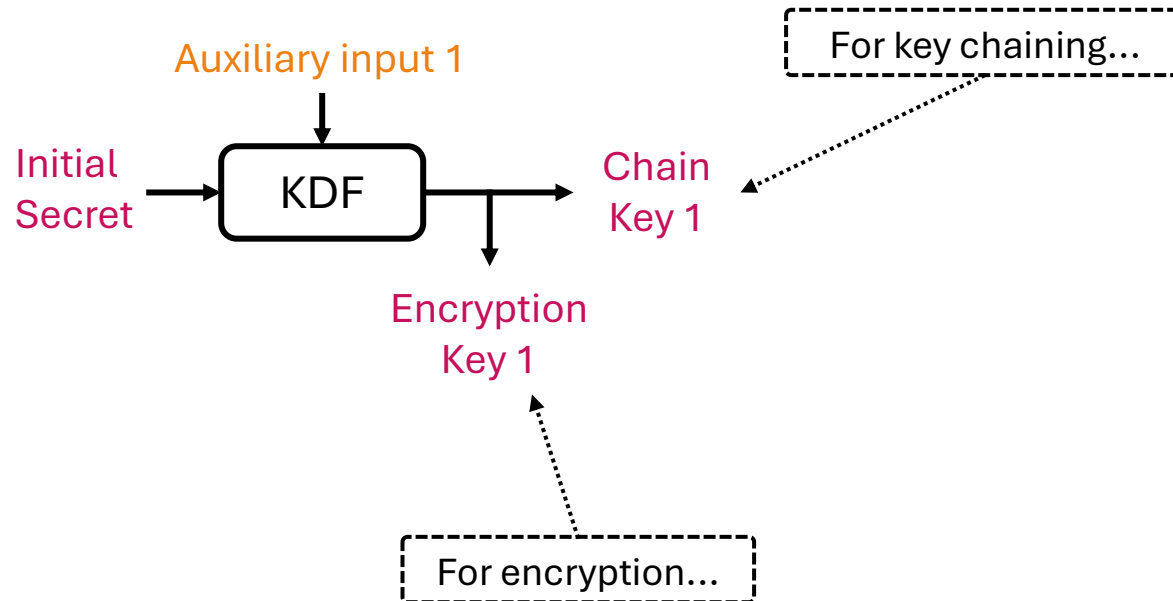 For key chaining...
Auxiliary input 1
Initial
Secret
KDF
Chain
Key 1
Encryption
Key 1
For encryption...